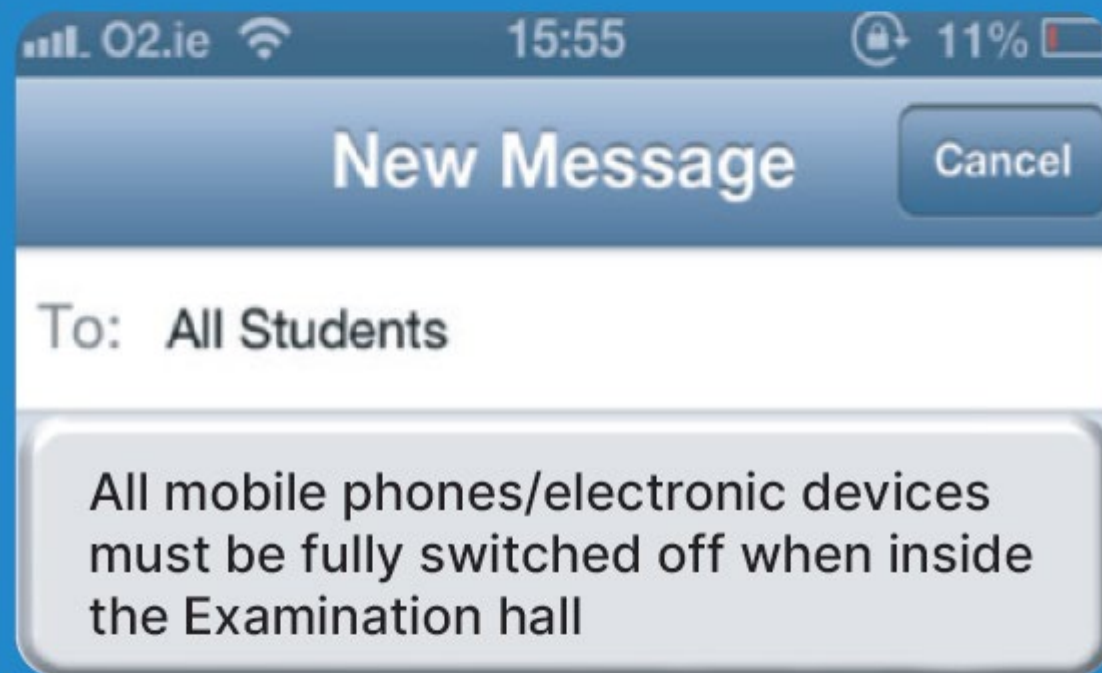 O2.ie 15:55 11%
New Message Cancel
To: All Students
All mobile phones/electronic devices
must be fully switched off when inside
the Examination hall